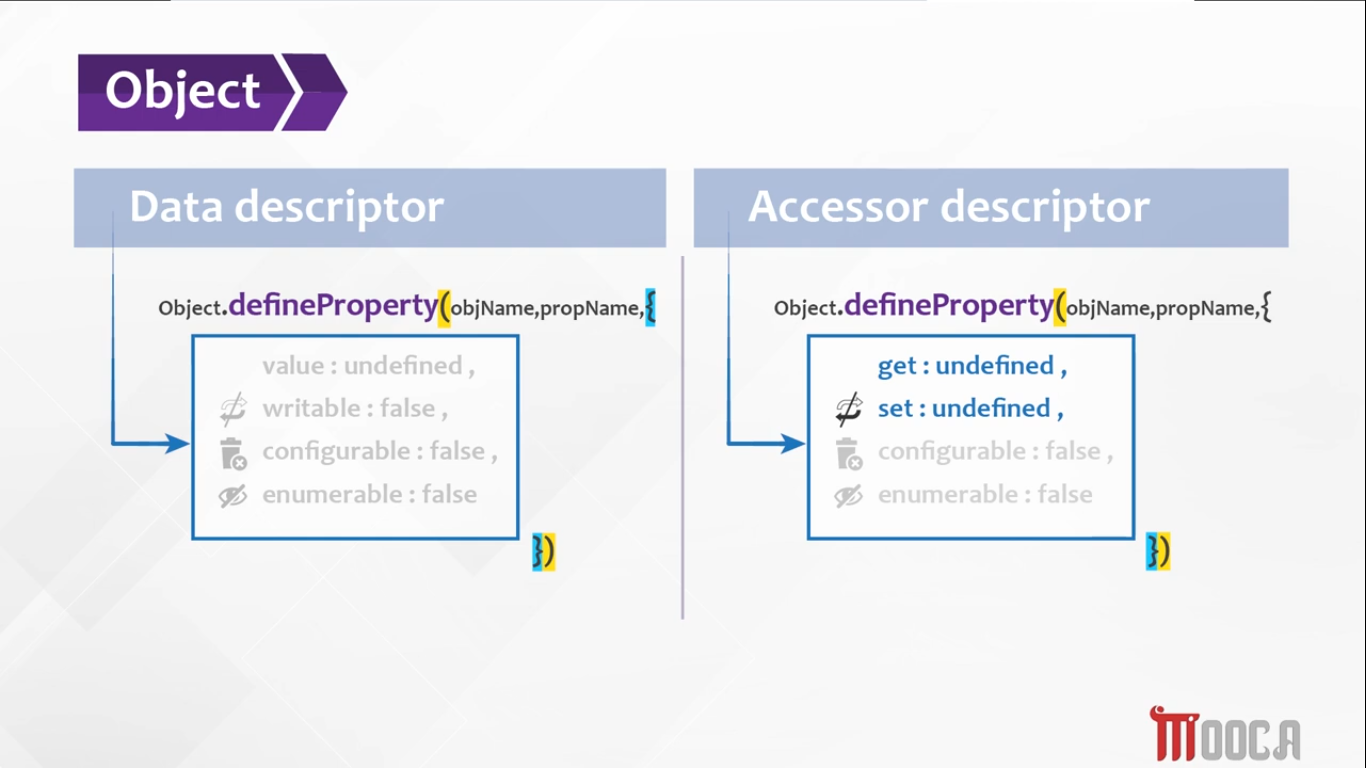 Object
Data descriptor
Object.defineProperty(objName,propName,{
value : undefined ,
writable : false ,
configurable : false ,
enumerable : false
})
Accessor descriptor
Object.defineProperty(objName,propName,{
get : undefined ,
set : undefined ,
configurable : false ,
enumerable : false
})
MOOCA